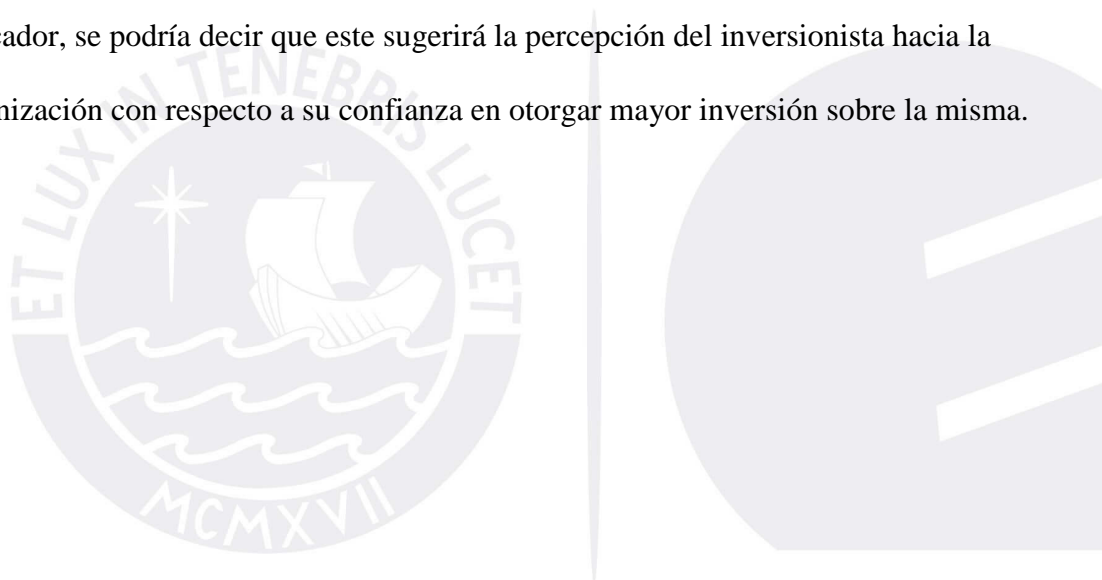 cador, se podría decir que este sugerirá la percepción del inversionista hacia la
nización con respecto a su confianza en otorgar mayor inversión sobre la misma.
ET LUX IN TENEBRIS LUCET
MCMXVII